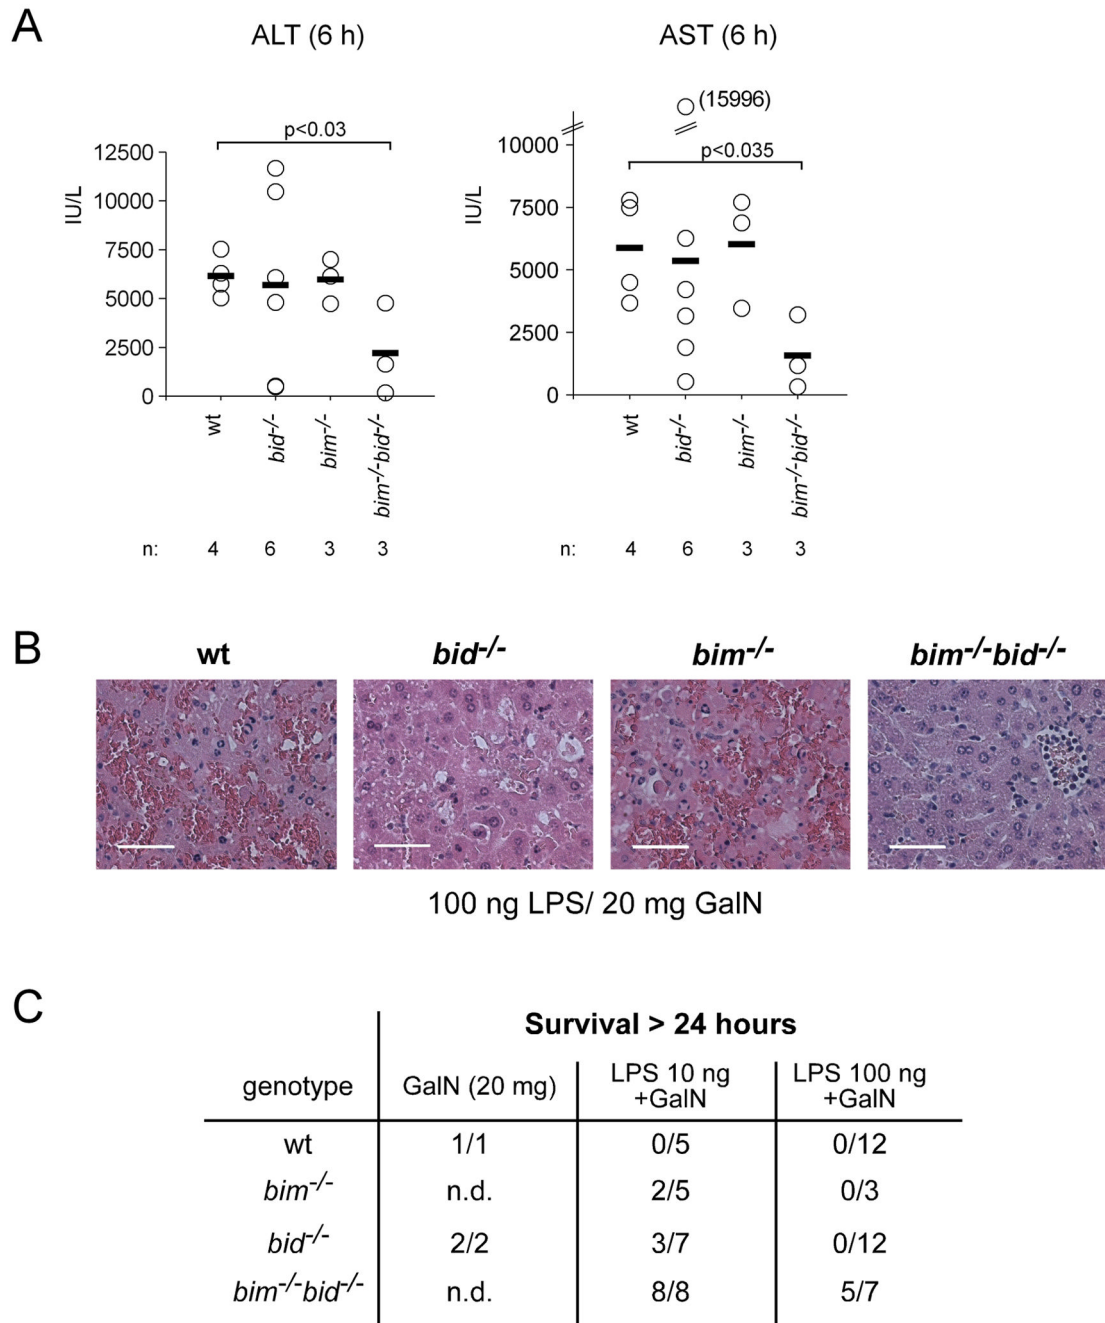 A
ALT (6 h)
AST (6 h)
(15996)
p<0.03
p<0.035
IU/L
12500
10000
7500
5000
2500
0
IU/L
10000
7500
5000
2500
0
wt
bid-/-
bim-/-
bim-/-bid-/-
wt
bid-/-
bim-/-
bim-/-bid-/-
n: 4 6 3 3
n: 4 6 3 3
B
wt bid-/- bim-/- bim-/-bid-/-
100 ng LPS/ 20 mg GalN
C
Survival > 24 hours
genotype GalN (20 mg) LPS 10 ng +GalN LPS 100 ng +GalN
wt 1/1 0/5 0/12
bim-/- n.d. 2/5 0/3
bid-/- 2/2 3/7 0/12
bim-/-bid-/- n.d. 8/8 5/7